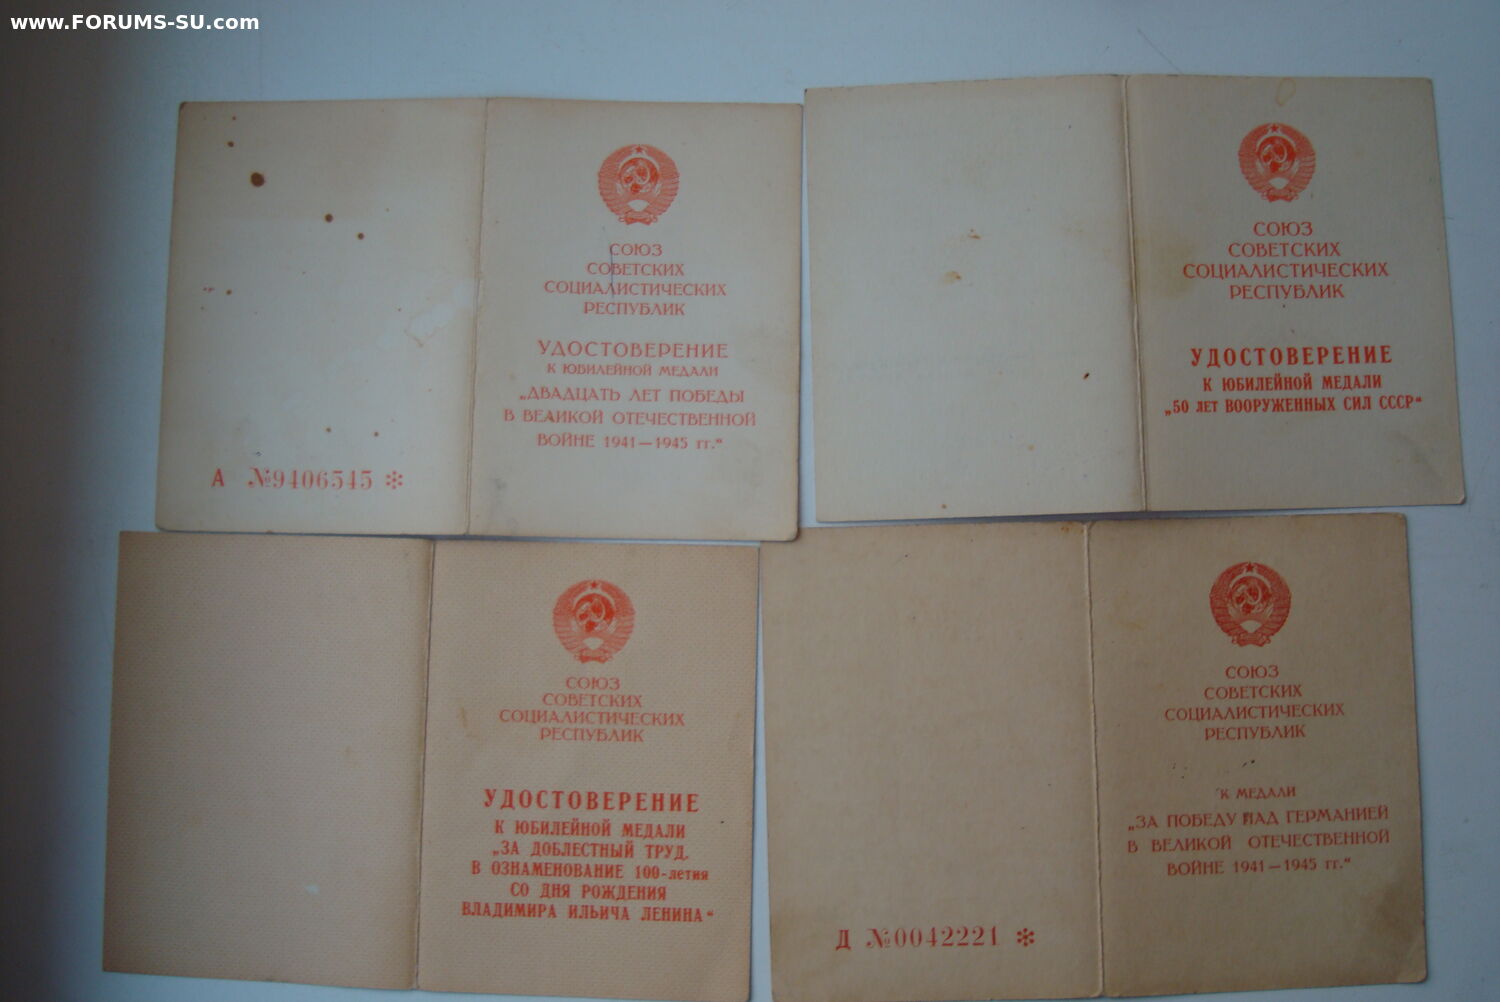 www.FORUMS-SU.com
СОЮЗ
СОВЕТСКИХ
СОЦИАЛИСТИЧЕСКИХ
РЕСПУБЛИК
УДОСТОВЕРЕНИЕ
К ЮБИЛЕЙНОЙ МЕДАЛИ
„ДВАДЦАТЬ ЛЕТ ПОБЕДЫ
В ВЕЛИКОЙ ОТЕЧЕСТВЕННОЙ
ВОЙНЕ 1941—1945 гг.“
А №9406545 *
СОЮЗ
СОВЕТСКИХ
СОЦИАЛИСТИЧЕСКИХ
РЕСПУБЛИК
УДОСТОВЕРЕНИЕ
К ЮБИЛЕЙНОЙ МЕДАЛИ
„50 ЛЕТ ВООРУЖЕННЫХ СИЛ СССР“
СОЮЗ
СОВЕТСКИХ
СОЦИАЛИСТИЧЕСКИХ
РЕСПУБЛИК
УДОСТОВЕРЕНИЕ
К ЮБИЛЕЙНОЙ МЕДАЛИ
„ЗА ДОБЛЕСТНЫЙ ТРУД.
В ОЗНАМЕНОВАНИЕ 100-летия
СО ДНЯ РОЖДЕНИЯ
ВЛАДИМИРА ИЛЬИЧА ЛЕНИНА“
СОЮЗ
СОВЕТСКИХ
СОЦИАЛИСТИЧЕСКИХ
РЕСПУБЛИК
К МЕДАЛИ
„ЗА ПОБЕДУ НАД ГЕРМАНИЕЙ
В ВЕЛИКОЙ ОТЕЧЕСТВЕННОЙ
ВОЙНЕ 1941—1945 гг.“
Д №0042221 *